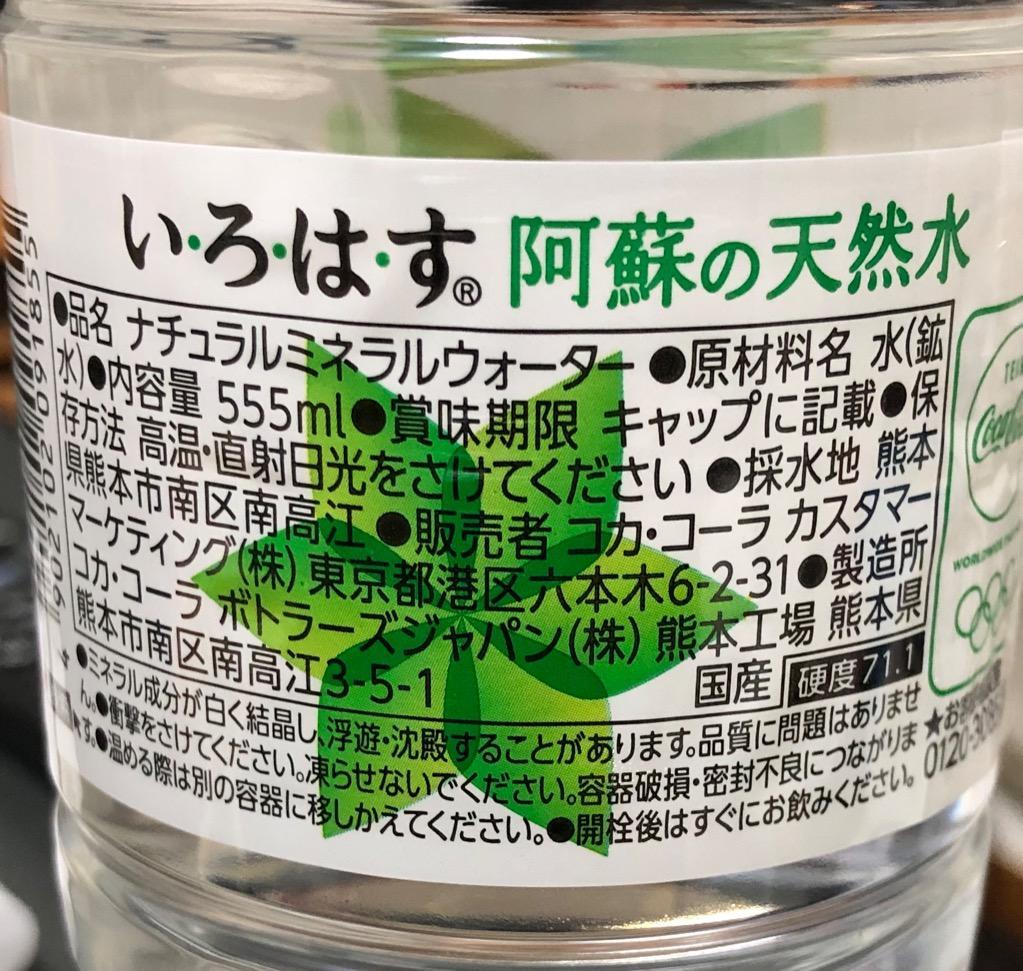 い・ろ・は・す® 阿蘇の天然水
●品名 ナチュラルミネラルウォーター ●原材料名 水(鉱
水)●内容量 555ml●賞味期限 キャップに記載●保
存方法 高温・直射日光をさけてください ●採水地 熊本
県熊本市南区南高江 ●販売者 コカ・コーラ カスタマー
マーケティング(株) 東京都港区六本木6-2-31●製造所
コカ・コーラ ボトラーズジャパン(株) 熊本工場 熊本県
熊本市南区南高江3-5-1
国産 硬度71.1
●ミネラル成分が白く結晶し、浮遊・沈殿することがあります。品質に問題はありませ
ん。●衝撃をさけてください。凍らせないでください。容器破損・密封不良につながりま
す。●温める際は別の容器に移しかえてください。●開栓後はすぐにお飲みください。
902102091855
Coca-Co
WORLDWIDE
★お客様
0120-308